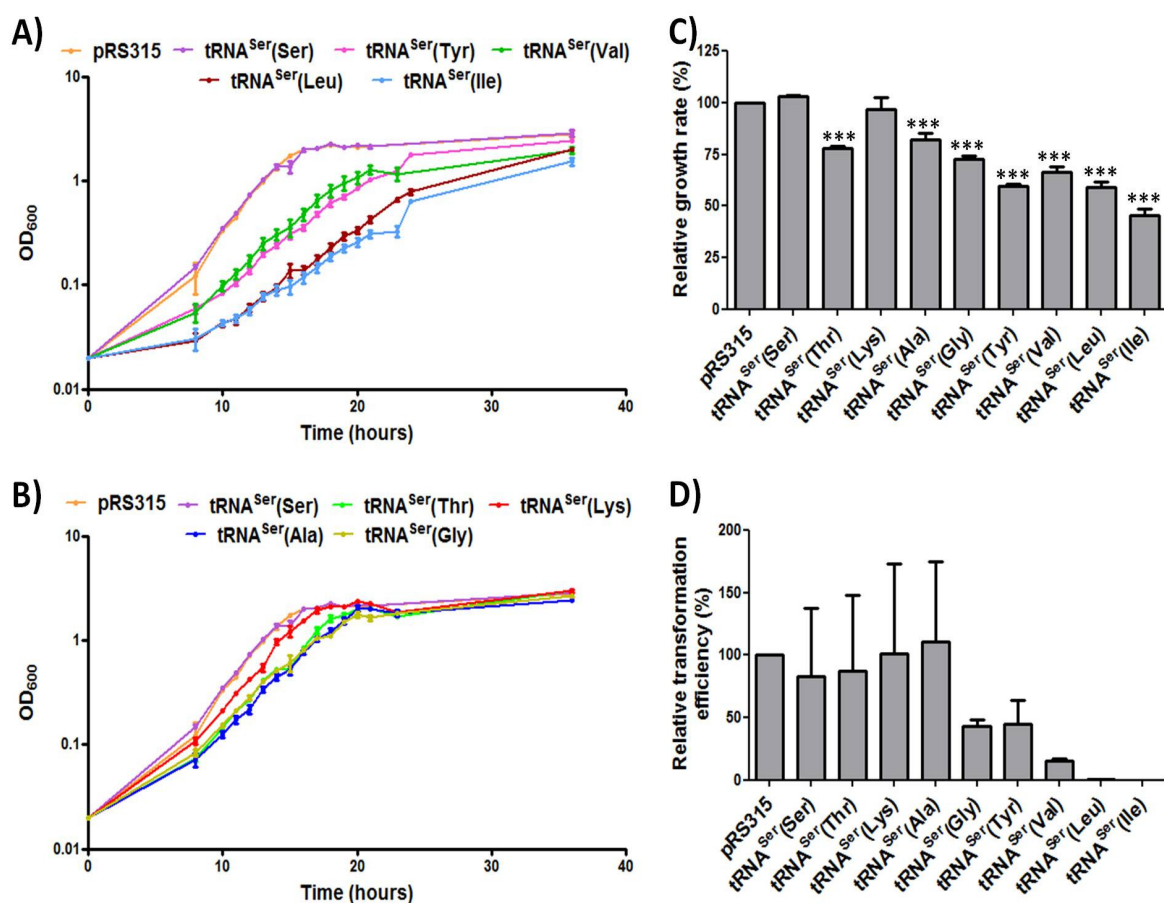 A)
pRS315 tRNASer(Ser) tRNASer(Tyr) tRNASer(Val)
tRNASer(Leu) tRNASer(Ile)
10
1
0.1
0.01
OD600
0 10 20 30 40
Time (hours)
B)
pRS315 tRNASer(Ser) tRNASer(Thr) tRNASer(Lys)
tRNASer(Ala) tRNASer(Gly)
10
1
0.1
0.01
OD600
0 10 20 30 40
Time (hours)
C)
Relative growth rate (%)
125
100
75
50
25
0
*** *** *** *** *** *** ***
pRS315
tRNASer(Ser)
tRNASer(Thr)
tRNASer(Lys)
tRNASer(Ala)
tRNASer(Gly)
tRNASer(Tyr)
tRNASer(Val)
tRNASer(Leu)
tRNASer(Ile)
D)
Relative transformation
efficiency (%)
200
150
100
50
0
pRS315
tRNASer(Ser)
tRNASer(Thr)
tRNASer(Lys)
tRNASer(Ala)
tRNASer(Gly)
tRNASer(Tyr)
tRNASer(Val)
tRNASer(Leu)
tRNASer(Ile)